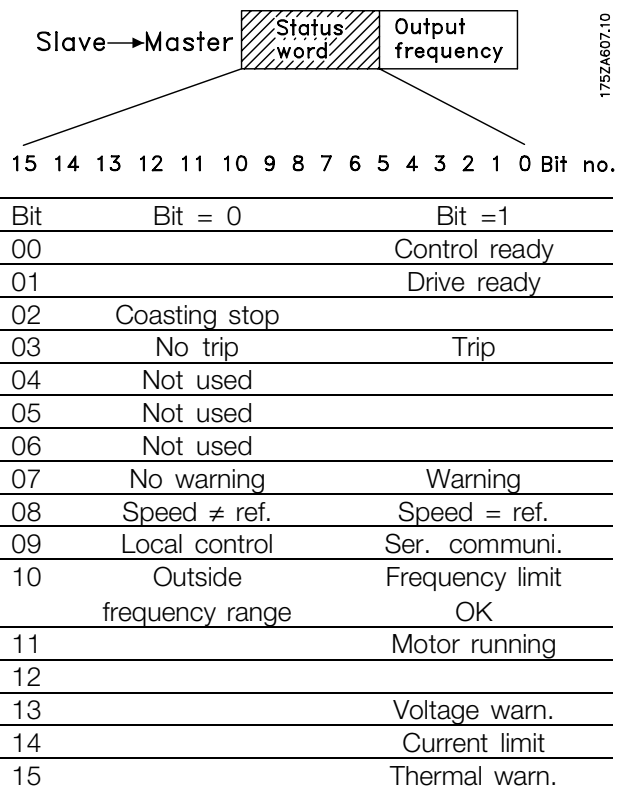 Slave→Master Status word Output frequency
175ZA607.10
15 14 13 12 11 10 9 8 7 6 5 4 3 2 1 0 Bit no.
Bit Bit = 0 Bit =1
00 Control ready
01 Drive ready
02 Coasting stop
03 No trip Trip
04 Not used
05 Not used
06 Not used
07 No warning Warning
08 Speed ≠ ref. Speed = ref.
09 Local control Ser. communi.
10 Outside Frequency limit
frequency range OK
11 Motor running
12
13 Voltage warn.
14 Current limit
15 Thermal warn.